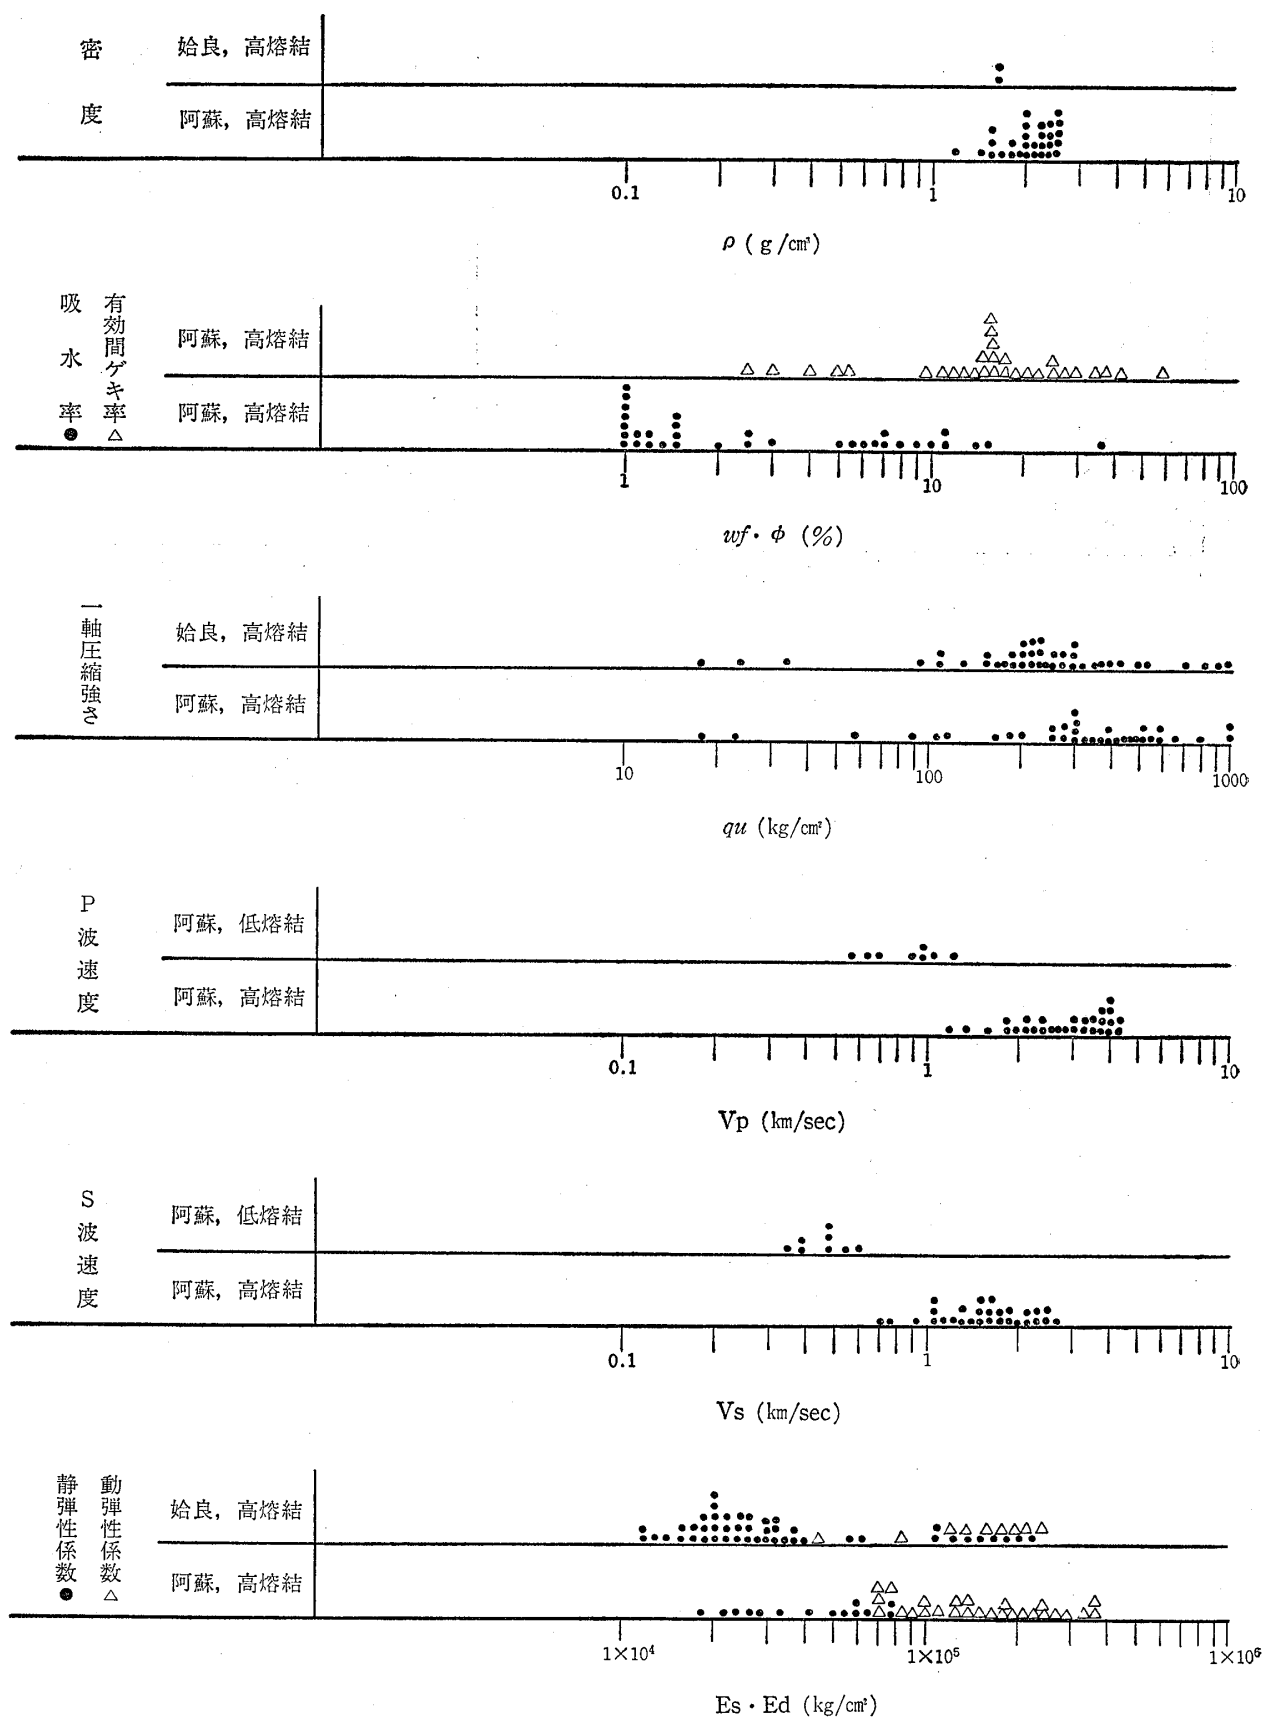 密度
姶良, 高熔結
阿蘇, 高熔結
0.1 1 10
ρ ( g /cm³)
吸水率 ●
有効間ゲキ率 △
阿蘇, 高熔結
阿蘇, 高熔結
1 10 100
wf・ φ (%)
一軸圧縮強さ
姶良, 高熔結
阿蘇, 高熔結
10 100 1000
qu (kg/cm²)
P波速度
阿蘇, 低熔結
阿蘇, 高熔結
0.1 1 10
Vp (km/sec)
S波速度
阿蘇, 低熔結
阿蘇, 高熔結
0.1 1 10
Vs (km/sec)
静弾性係数 ●
動弾性係数 △
姶良, 高熔結
阿蘇, 高熔結
1×10⁴ 1×10⁵ 1×10⁶
Es・Ed (kg/cm²)